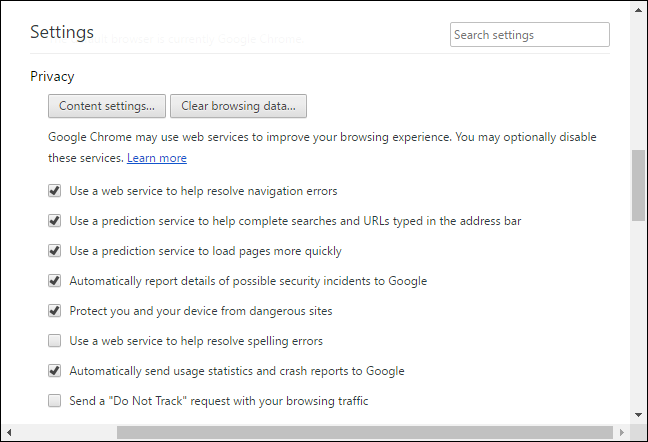 Settings
browser is currently Google Chrome.
Search settings
Privacy
Content settings...
Clear browsing data...
Google Chrome may use web services to improve your browsing experience. You may optionally disable
these services. Learn more
Use a web service to help resolve navigation errors
Use a prediction service to help complete searches and URLs typed in the address bar
Use a prediction service to load pages more quickly
Automatically report details of possible security incidents to Google
Protect you and your device from dangerous sites
Use a web service to help resolve spelling errors
Automatically send usage statistics and crash reports to Google
Send a "Do Not Track" request with your browsing traffic